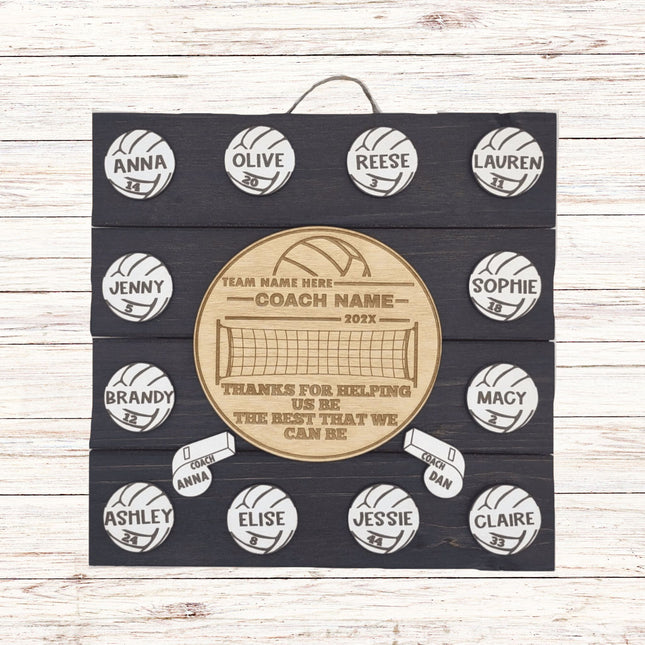 ANNA
14
OLIVE
20
REESE
3
LAUREN
11
JENNY
5
TEAM NAME HERE
COACH NAME
202X
THANKS FOR HELPING
US BE
THE BEST THAT WE
CAN BE
SOPHIE
18
BRANDY
12
MACY
2
COACH
ANNA
COACH
DAN
ASHLEY
24
ELISE
8
JESSIE
44
CLAIRE
33